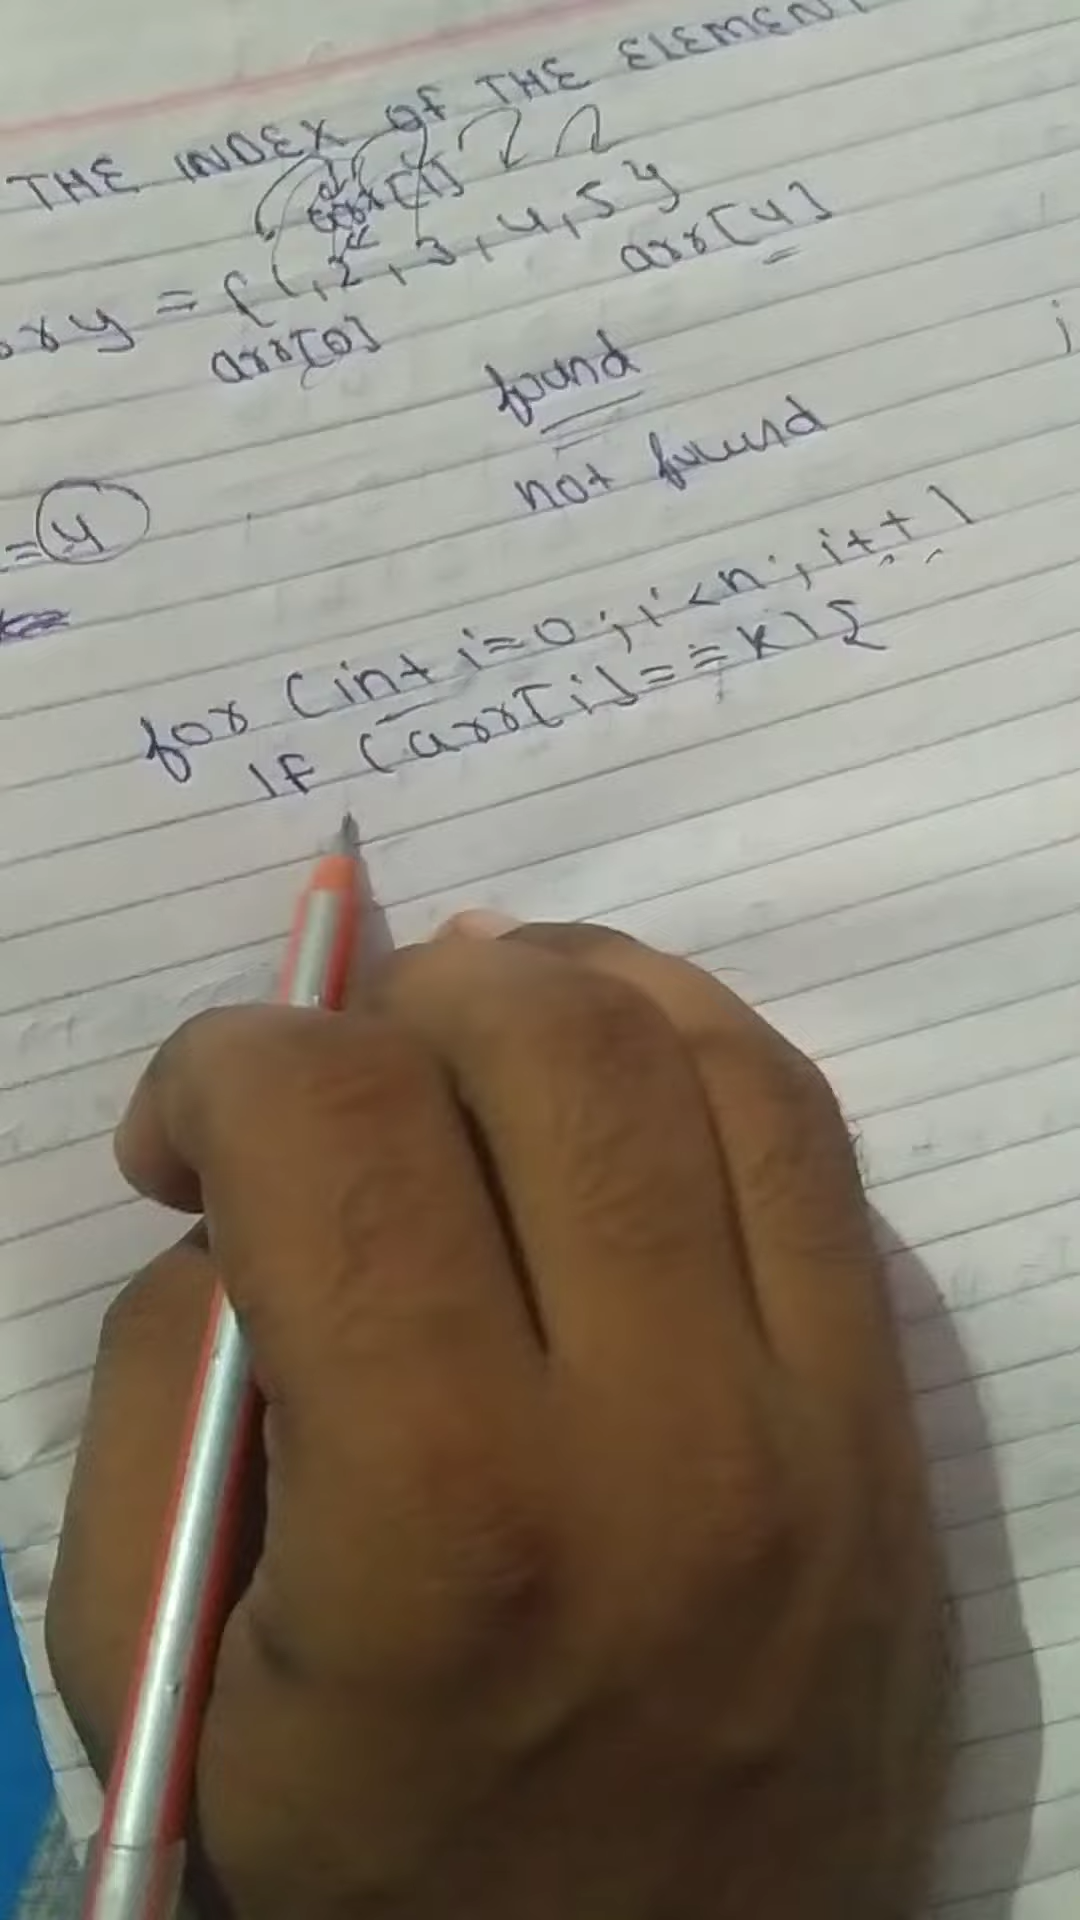 THE INDEX OF THE ELEMENT
arr[1]
xy = {1,2,3,4,5}
arr[0]
arr[4]
found
not found
= 4
for (int i=0; i<n; i++)
IF (arr[i]==K){
i